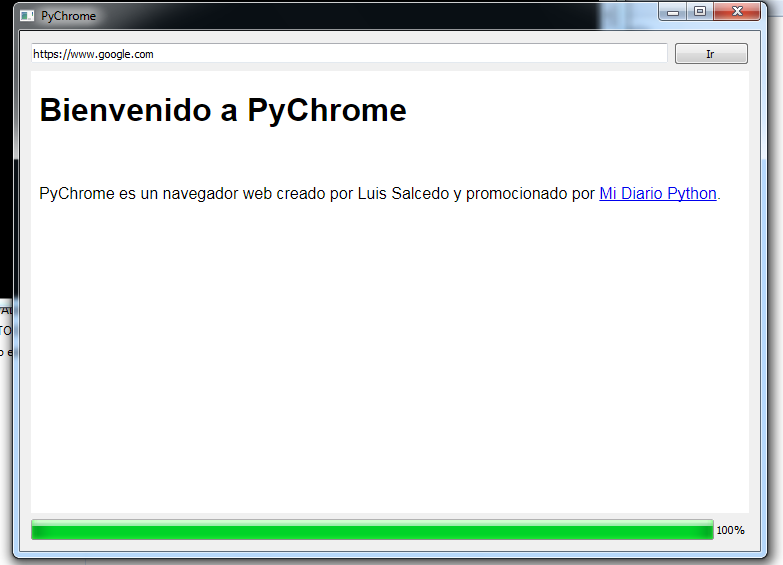 PyChrome
https://www.google.com
Ir
Bienvenido a PyChrome
PyChrome es un navegador web creado por Luis Salcedo y promocionado por Mi Diario Python.
TO
100%